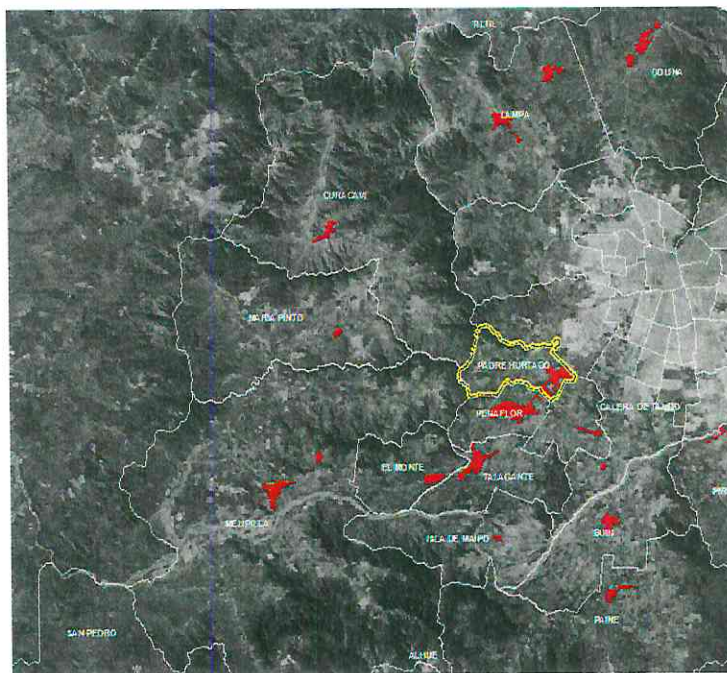 TILTIL
COLINA
LAMPA
CURACAVI
MARIA PINTO
PADRE HURTADO
PEÑAFLOR
CALERA DE TANGO
EL MONTE
TALAGANTE
MELIPILLA
ISLA DE MAIPO
BUIN
PAINE
SAN PEDRO
ALHUE